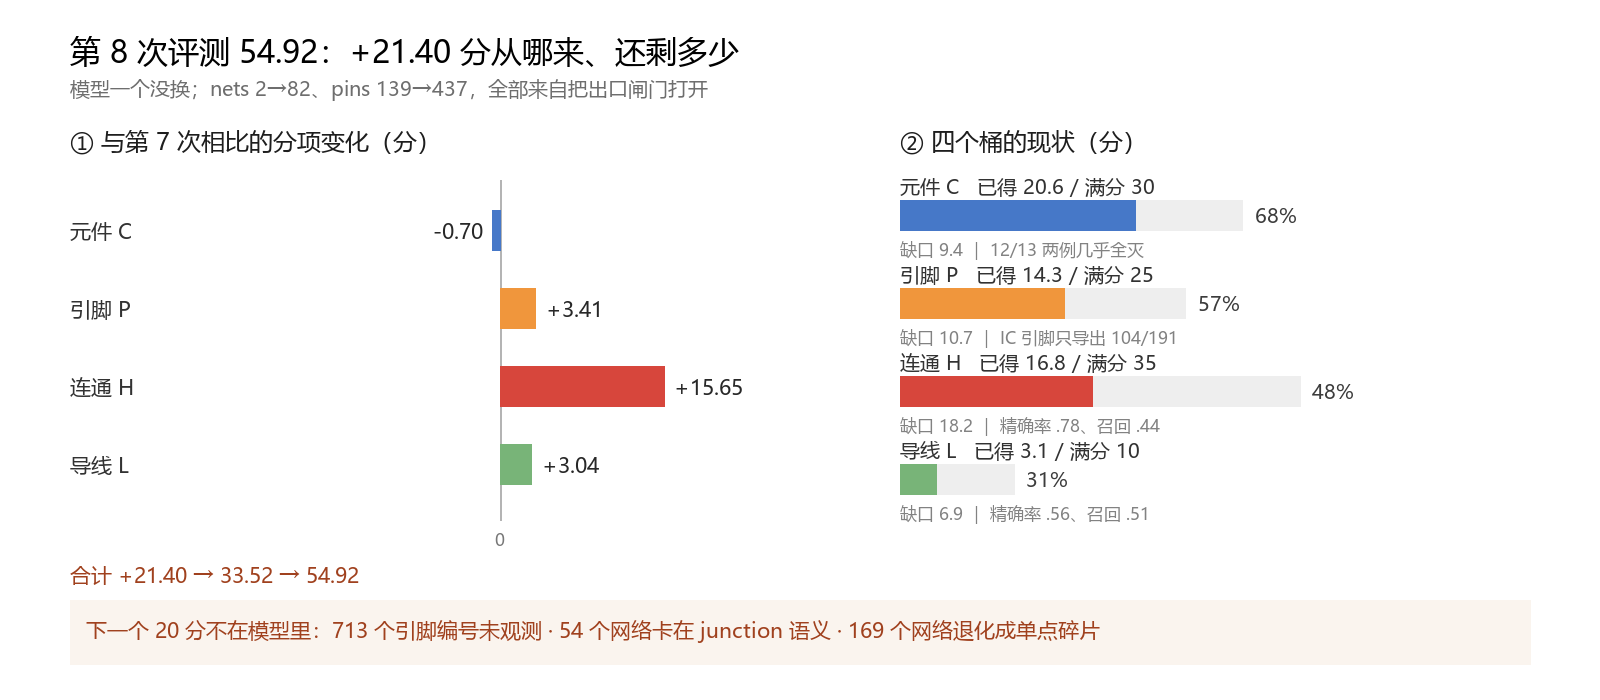 第 8 次评测 54.92：+21.40 分从哪来、还剩多少
模型一个没换；nets 2→82、pins 139→437，全部来自把出口闸门打开
① 与第 7 次相比的分项变化（分）
元件 C
-0.70
引脚 P
+3.41
连通 H
+15.65
导线 L
+3.04
0
② 四个桶的现状（分）
元件 C 已得 20.6 / 满分 30
68%
缺口 9.4 | 12/13 两例几乎全灭
引脚 P 已得 14.3 / 满分 25
57%
缺口 10.7 | IC 引脚只导出 104/191
连通 H 已得 16.8 / 满分 35
48%
缺口 18.2 | 精确率 .78、召回 .44
导线 L 已得 3.1 / 满分 10
31%
缺口 6.9 | 精确率 .56、召回 .51
合计 +21.40 → 33.52 → 54.92
下一个 20 分不在模型里：713 个引脚编号未观测 · 54 个网络卡在 junction 语义 · 169 个网络退化成单点碎片